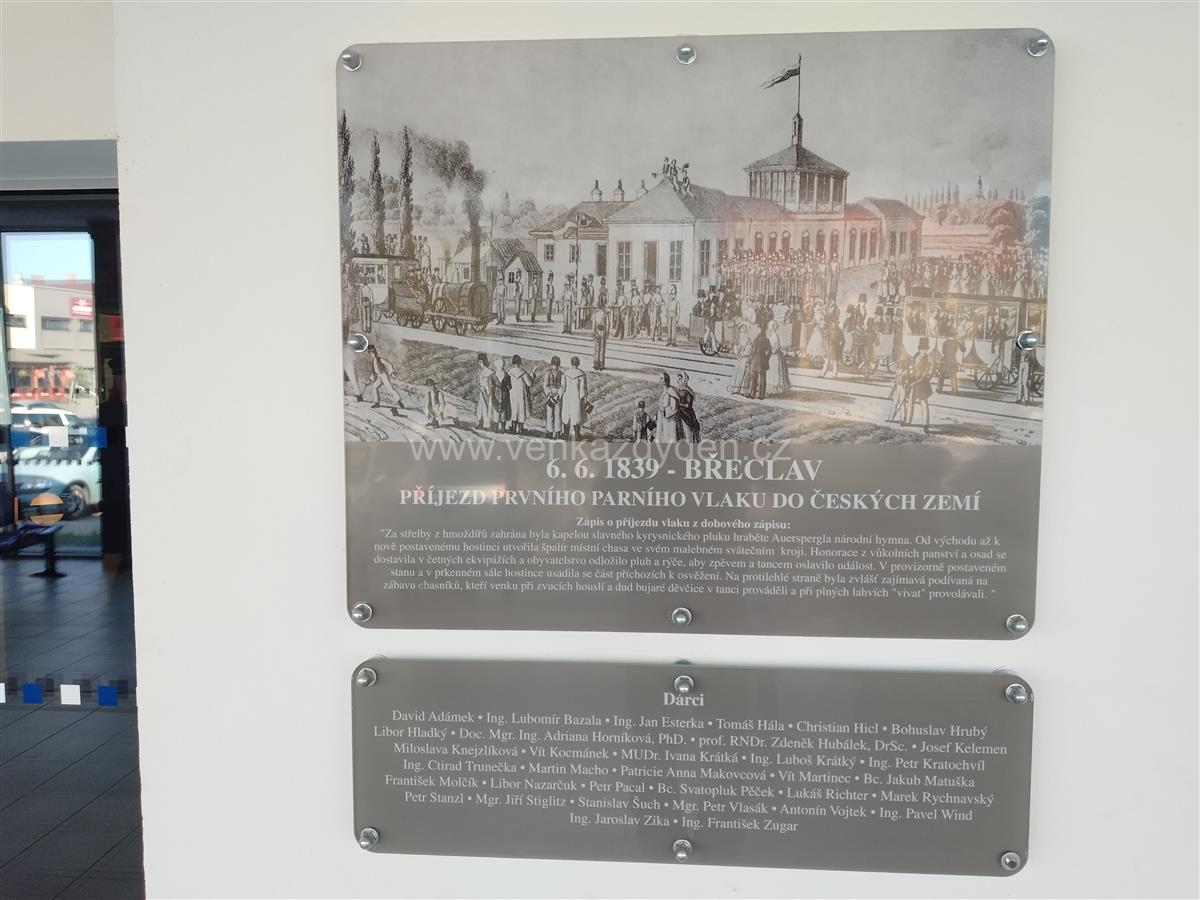 www.venkazdyden.cz
6. 6. 1839 - BŘECLAV
PŘÍJEZD PRVNÍHO PARNÍHO VLAKU DO ČESKÝCH ZEMÍ
Zápis o příjezdu vlaku z dobového zápisu:
"Za střelby z hmoždířů zahrána byla kapelou slavného kyrysnického pluku hraběte Auerspergla národní hymna. Od východu až k
nově postavenému hostinci utvořila špalír místní chasa ve svém malebném svátečním kroji. Honorace z vůkolních panství a osad se
dostavila v četných ekvipážích a obyvatelstvo odložilo pluh a rýče, aby zpěvem a tancem oslavilo událost. V provizorně postaveném
stanu a v prkenném sále hostince usadila se část příchozích k osvěžení. Na protilehlé straně byla zvlášť zajímavá podívaná na
zábavu chasníků, kteří venku při zvucích houslí a dud bujaré děvčice v tanci prováděli a při plných lahvích "vivat" provolávali. "
Dárci
David Adámek • Ing. Lubomír Bazala • Ing. Jan Esterka • Tomáš Hála • Christian Hicl • Bohuslav Hrubý
Libor Hladký • Doc. Mgr. Ing. Adriana Horníková, PhD. • prof. RNDr. Zdeněk Hubálek, DrSc. • Josef Kelemen
Miloslava Knejzlíková • Vít Kocmánek • MUDr. Ivana Krátká • Ing. Luboš Krátký • Ing. Petr Kratochvíl
Ing. Ctirad Trunečka • Martin Macho • Patricie Anna Makovcová • Vít Martinec • Bc. Jakub Matuška
František Molčík • Libor Nazarčuk • Petr Pacal • Bc. Svatopluk Pěček • Lukáš Richter • Marek Rychnavský
Petr Stanzl • Mgr. Jiří Stiglitz • Stanislav Šuch • Mgr. Petr Vlasák • Antonín Vojtek • Ing. Pavel Wind
Ing. Jaroslav Zika • Ing. František Zugar